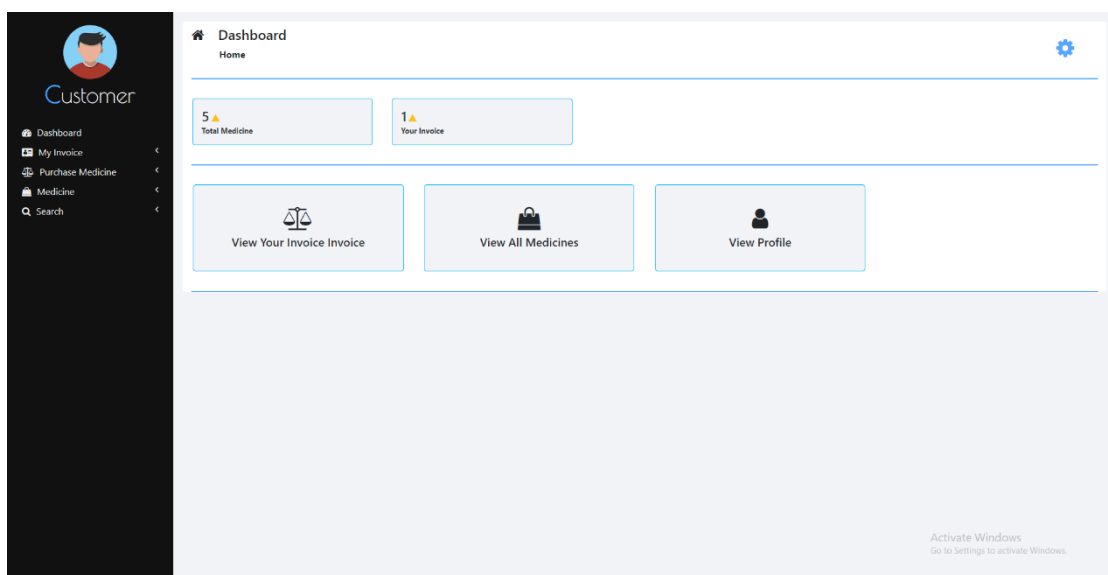 Customer
Dashboard
My Invoice
Purchase Medicine
Medicine
Search
Dashboard
Home
5
Total Medicine
1
Your Invoice
View Your Invoice Invoice
View All Medicines
View Profile
Activate Windows
Go to Settings to activate Windows.